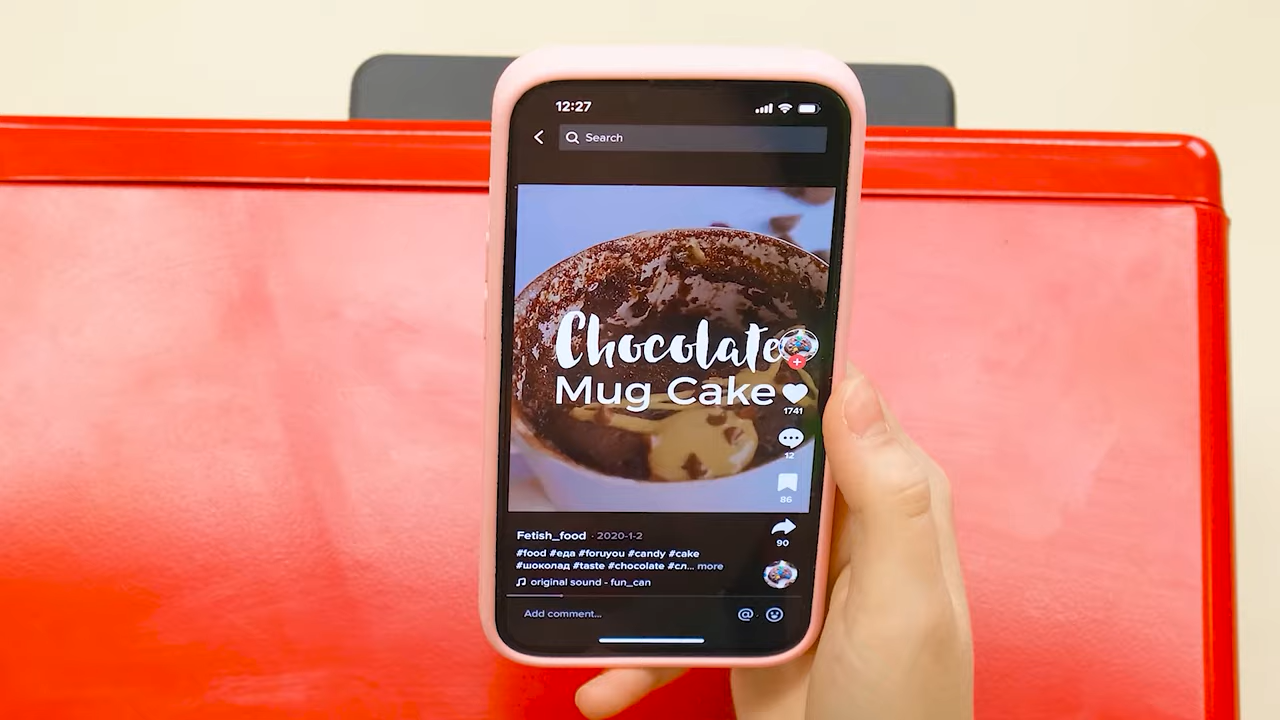 12:27
Search
Chocolate
Mug Cake
1741
12
86
90
Fetish_food · 2020-1-2
#food #еда #foryou #candy #cake
#шоколад #taste #chocolate #сл... more
original sound - fun_can
Add comment...
@